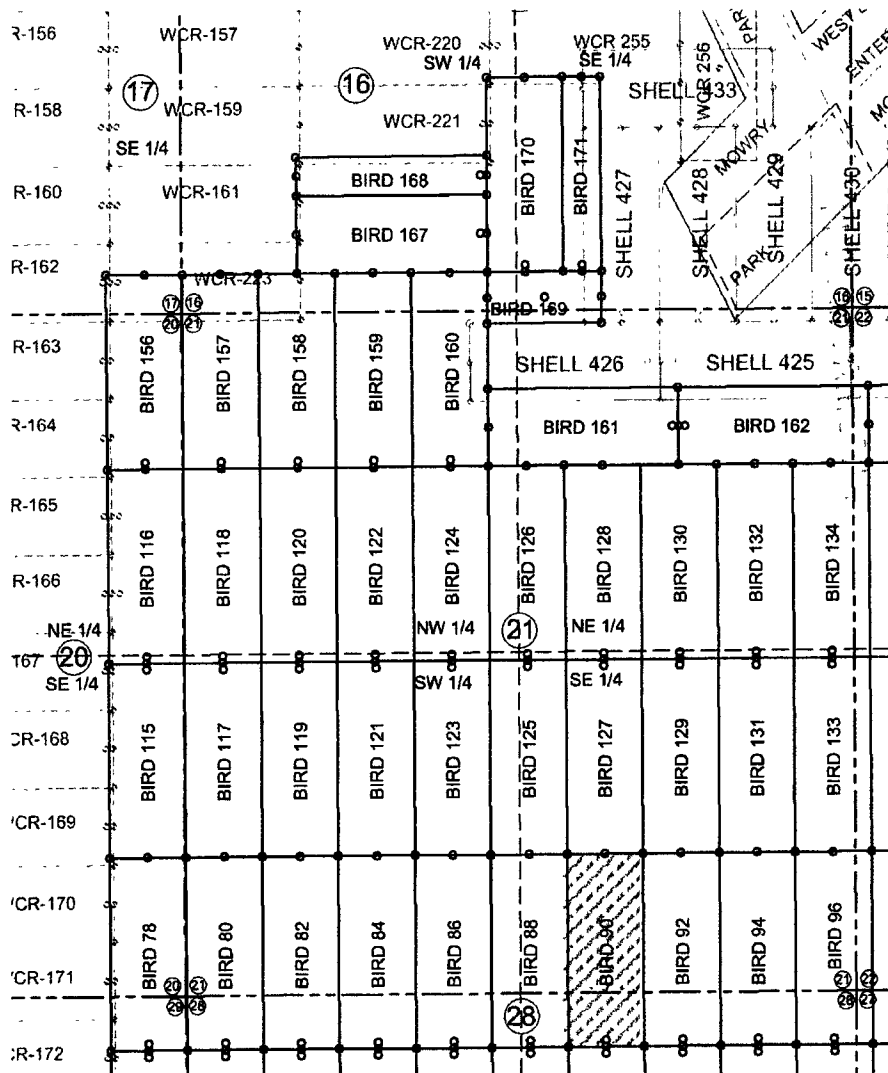 R-156
WCR-157
WCR-220
SW 1/4
WCR 255
SE 1/4
WCR 256
PAR
WEST
ENTER
17
16
SHELL 433
R-158
WCR-159
WCR-221
MOWRY
MO
SE 1/4
BIRD 170
BIRD 171
BIRD 168
R-160
WCR-161
SHELL 427
SHELL 428
SHELL 429
SHELL 430
BIRD 167
PARK
R-162
WCR-223
17 16
20 21
BIRD 169
16 15
21 22
R-163
BIRD 156
BIRD 157
BIRD 158
BIRD 159
BIRD 160
SHELL 426
SHELL 425
R-164
BIRD 161
BIRD 162
R-165
BIRD 116
BIRD 118
BIRD 120
BIRD 122
BIRD 124
BIRD 126
BIRD 128
BIRD 130
BIRD 132
BIRD 134
R-166
NE 1/4
NW 1/4
21
NE 1/4
167
20
SE 1/4
SW 1/4
SE 1/4
CR-168
BIRD 115
BIRD 117
BIRD 119
BIRD 121
BIRD 123
BIRD 125
BIRD 127
BIRD 129
BIRD 131
BIRD 133
CR-169
CR-170
BIRD 78
BIRD 80
BIRD 82
BIRD 84
BIRD 86
BIRD 88
BIRD 90
BIRD 92
BIRD 94
BIRD 96
CR-171
20 21
29 28
21 22
28 27
28
R-172